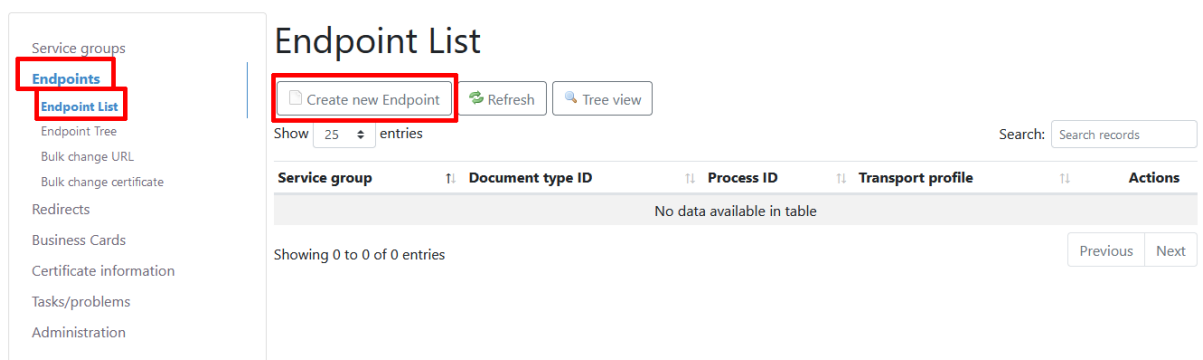 Service groups
Endpoints
Endpoint List
Endpoint Tree
Bulk change URL
Bulk change certificate
Redirects
Business Cards
Certificate information
Tasks/problems
Administration
Endpoint List
Create new Endpoint Refresh Tree view
Show 25 entries Search: Search records
Service group Document type ID Process ID Transport profile Actions
No data available in table
Showing 0 to 0 of 0 entries Previous Next